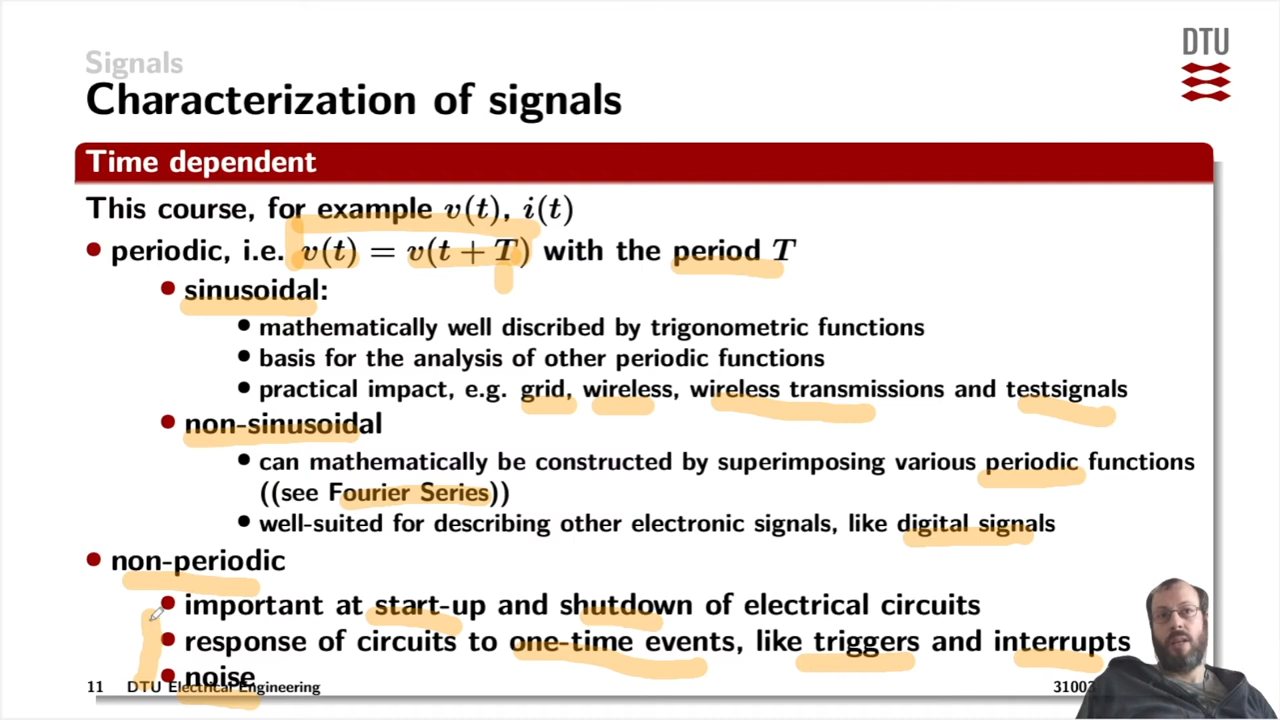 Signals
DTU
Characterization of signals
Time dependent
This course, for example v(t), i(t)
• periodic, i.e. v(t) = v(t + T) with the period T
• sinusoidal:
• mathematically well discribed by trigonometric functions
• basis for the analysis of other periodic functions
• practical impact, e.g. grid, wireless, wireless transmissions and testsignals
• non-sinusoidal
• can mathematically be constructed by superimposing various periodic functions
((see Fourier Series))
• well-suited for describing other electronic signals, like digital signals
• non-periodic
• important at start-up and shutdown of electrical circuits
• response of circuits to one-time events, like triggers and interrupts
• noise
11 DTU Electrical Engineering